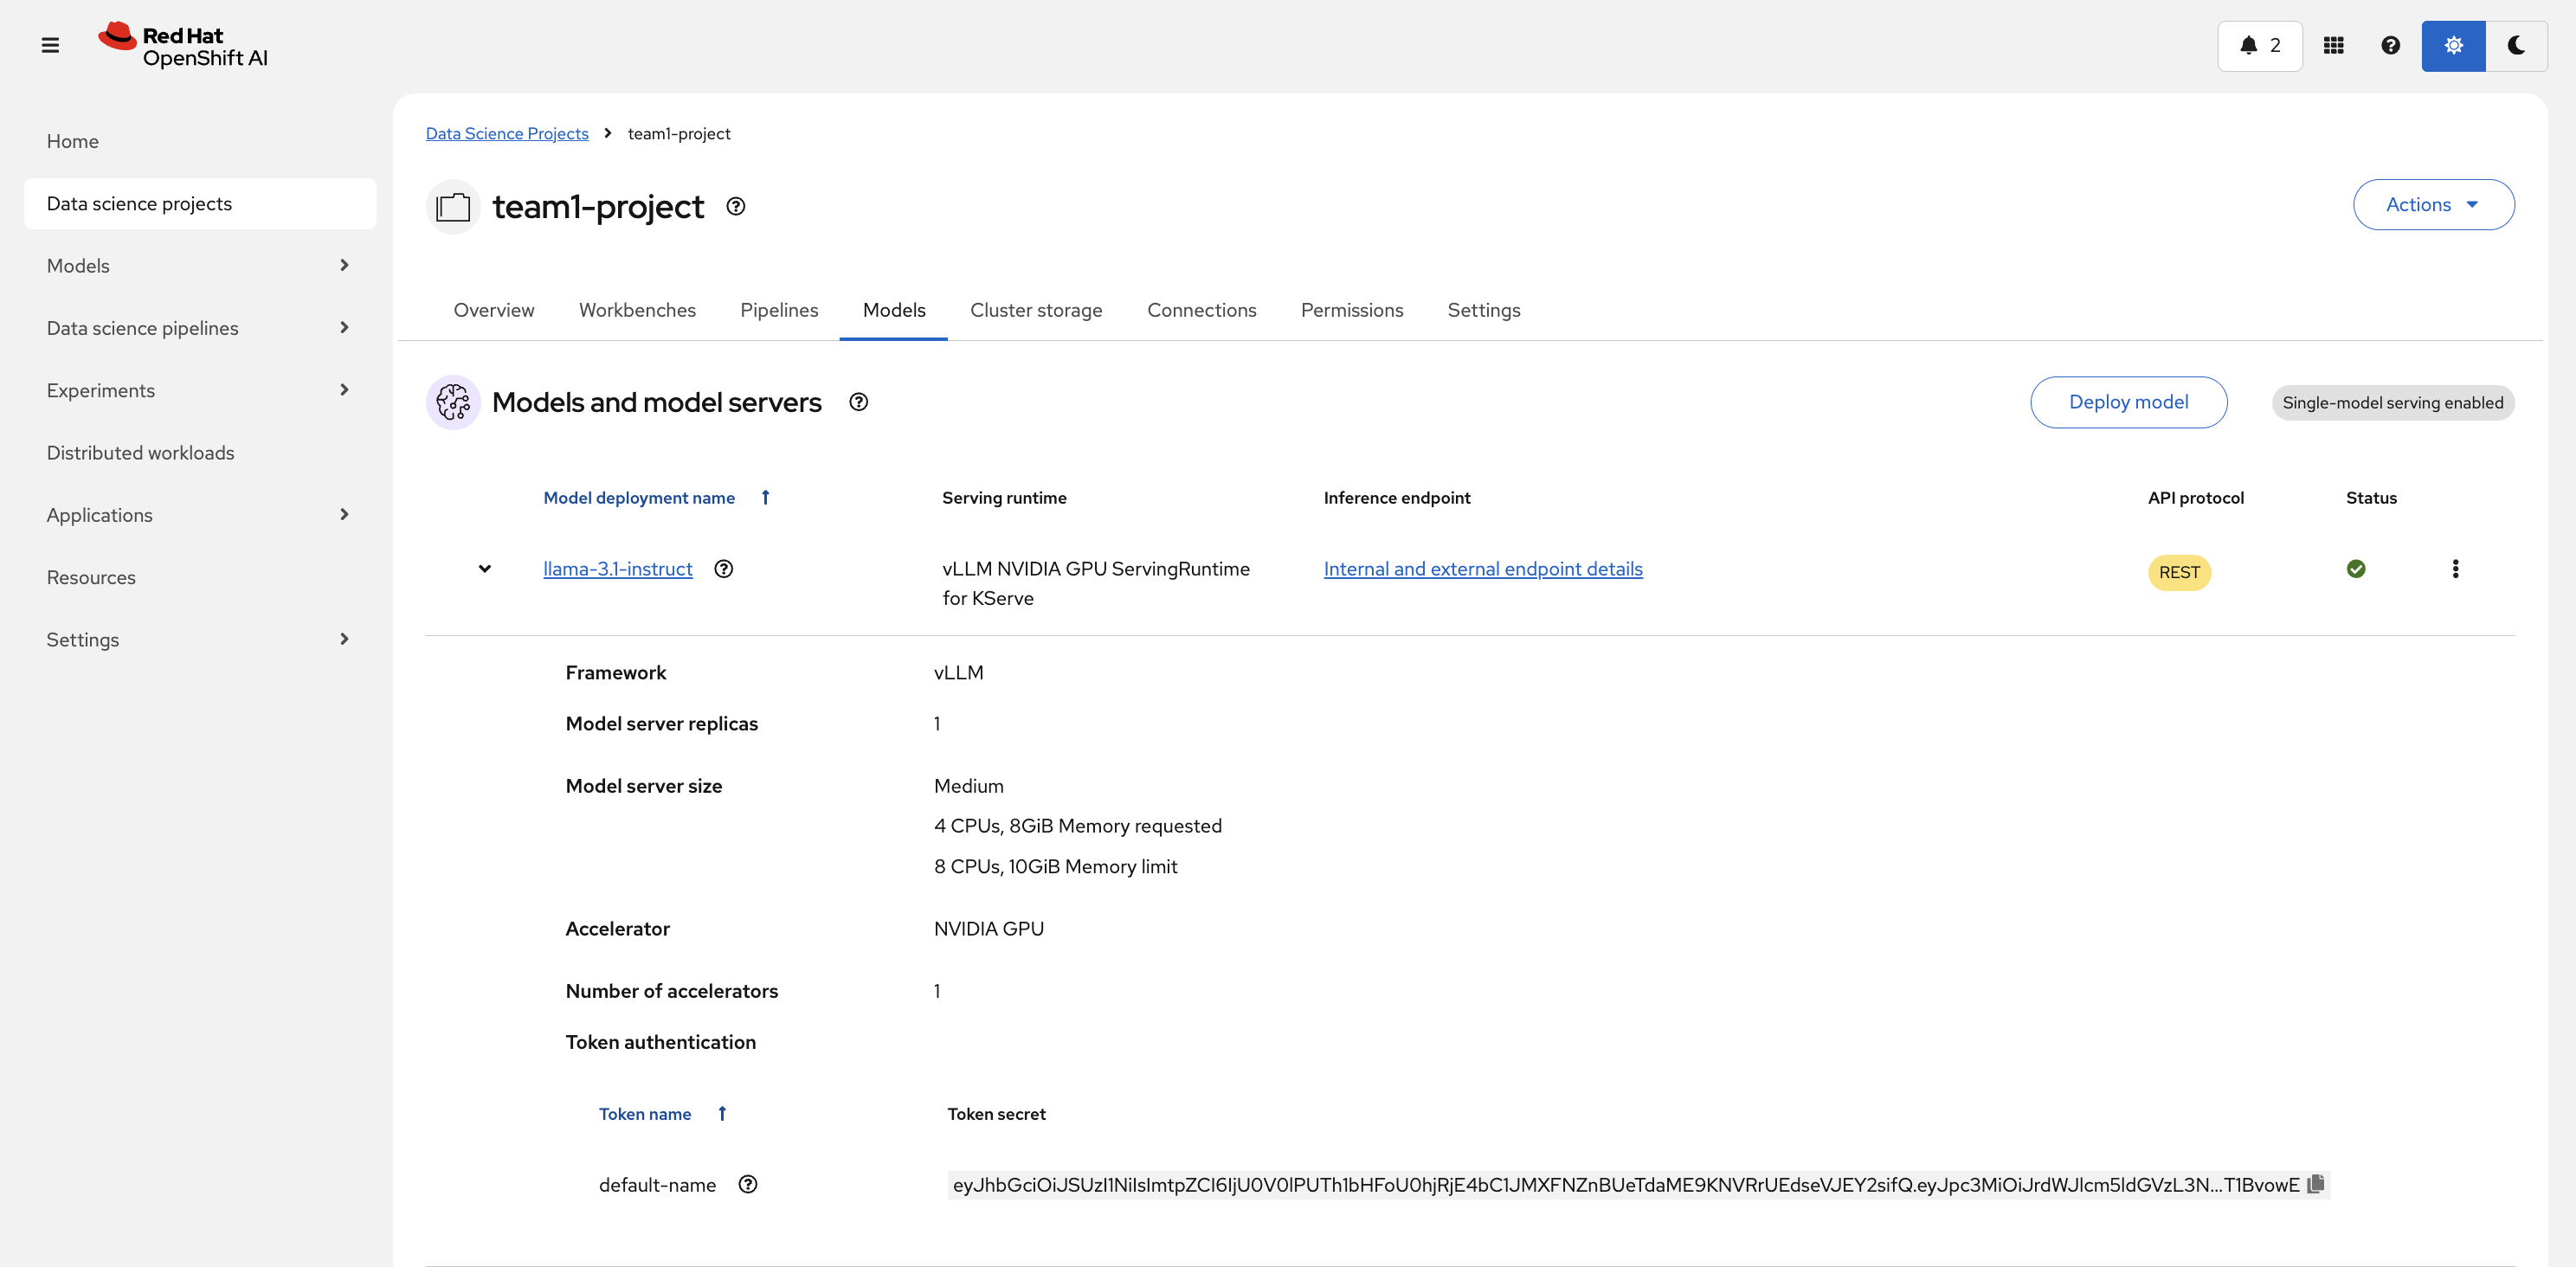 Red Hat
OpenShift AI
2
Home
Data science projects
Models
Data science pipelines
Experiments
Distributed workloads
Applications
Resources
Settings
Data Science Projects > team1-project
team1-project
Actions
Overview Workbenches Pipelines Models Cluster storage Connections Permissions Settings
Models and model servers
Deploy model
Single-model serving enabled
Model deployment name Serving runtime Inference endpoint API protocol Status
llama-3.1-instruct vLLM NVIDIA GPU ServingRuntime Internal and external endpoint details REST
for KServe
Framework vLLM
Model server replicas 1
Model server size Medium
4 CPUs, 8GiB Memory requested
8 CPUs, 10GiB Memory limit
Accelerator NVIDIA GPU
Number of accelerators 1
Token authentication
Token name Token secret
default-name